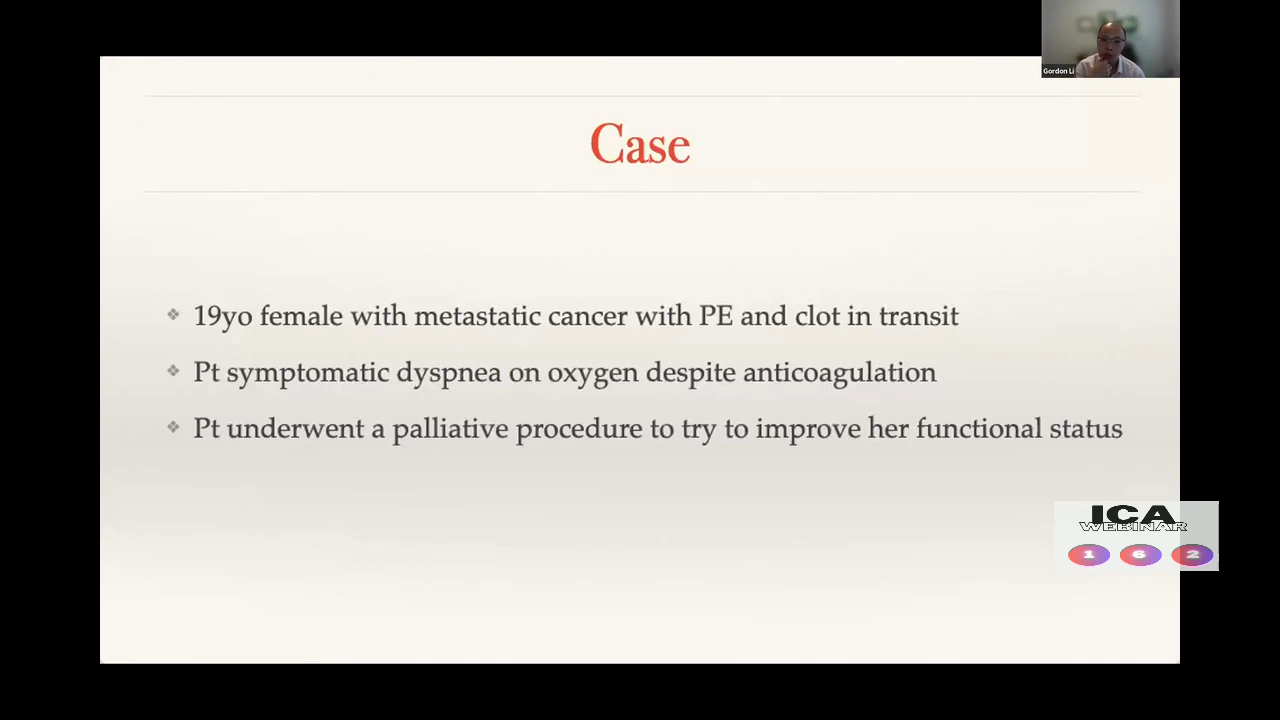 Gordon Li
Case
19yo female with metastatic cancer with PE and clot in transit
Pt symptomatic dyspnea on oxygen despite anticoagulation
Pt underwent a palliative procedure to try to improve her functional status
ICA
WEBINAR
1 6 2